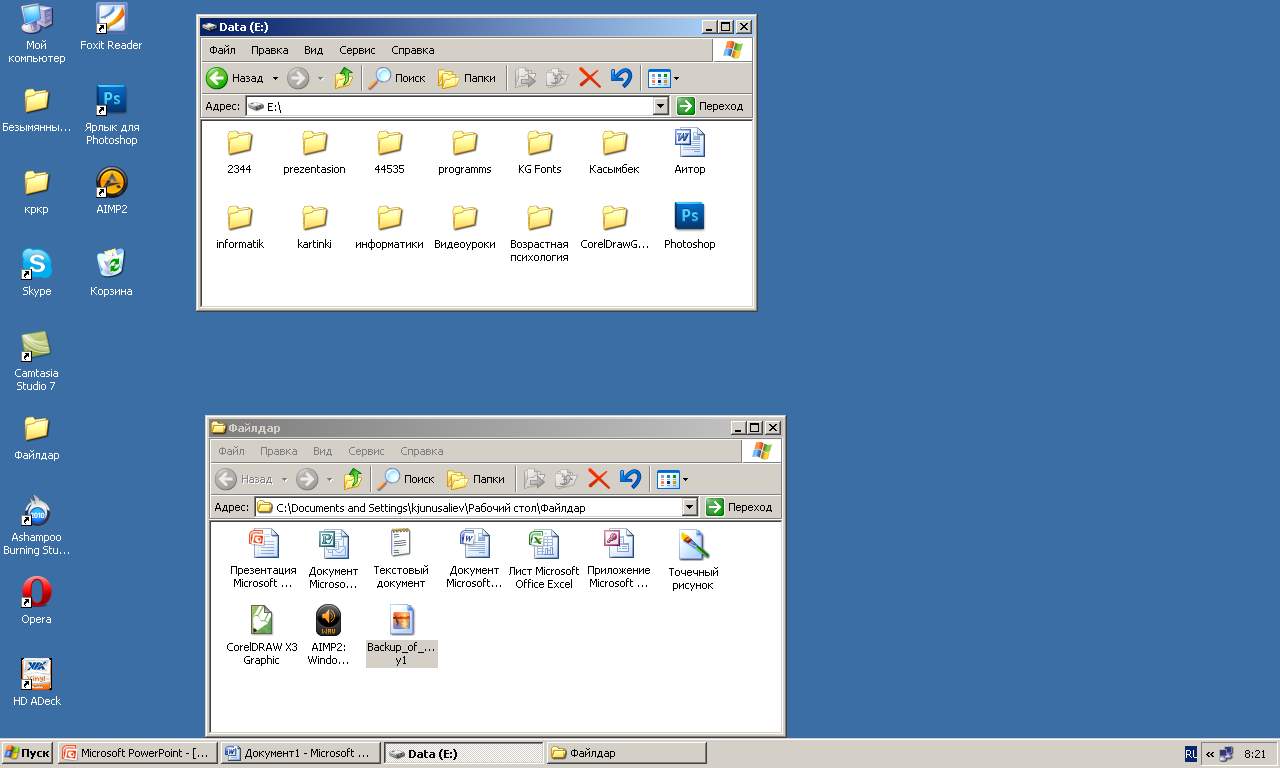 Мой
компьютер
Foxit Reader
Безымянны...
Ps
Ярлык для
Photoshop
кркр
AIMP2
Skype
Корзина
Camtasia
Studio 7
Файлдар
Ashampoo
Burning Stu...
Opera
HD ADeck
Data (E:)
Файл Правка Вид Сервис Справка
Назад Поиск Папки
Адрес: E:\ Переход
2344 prezentasion 44535 programms KG Fonts Касымбек Аитор
Ps
informatik kartinki информатики Видеоуроки Возрастная психология CorelDrawG... Photoshop
Файлдар
Файл Правка Вид Сервис Справка
Назад Поиск Папки
Адрес: C:\Documents and Settings\kjunusaliev\Рабочий стол\Файлдар Переход
Презентация
Microsoft ...
Документ
Microso...
Текстовый
документ
Документ
Microsoft...
Лист Microsoft
Office Excel
Приложение
Microsoft ...
Точечный
рисунок
CorelDRAW X3
Graphic
WAV
AIMP2:
Windo...
Backup_of_...
y1
Пуск Microsoft PowerPoint - [... Документ1 - Microsoft ... Data (E:) Файлдар RU « 8:21